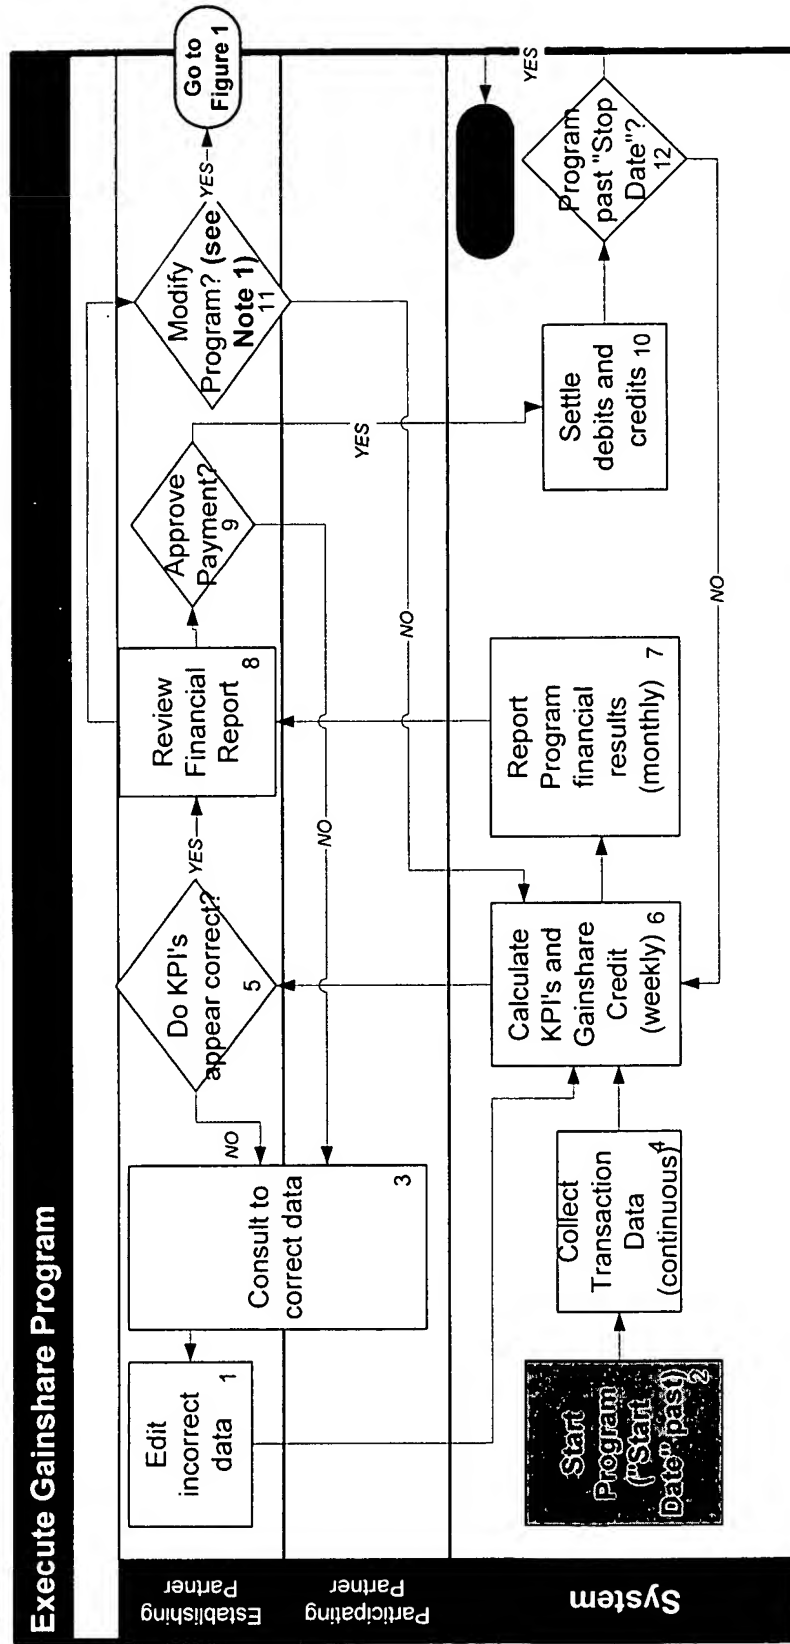 Execute Gainshare Program
Establishing
Partner
Edit
incorrect
data
1
Consult to
correct data
3
NO
Do KPI's
appear correct?
5
YES
Review
Financial
Report
8
Approve
Payment?
9
Modify
Program? (see
Note 1)
11
YES
Go to
Figure 1
Participating
Partner
NO
NO
YES
System
Start
Program
("Start
Date" past)
2
Collect
Transaction
Data
(continuous)
4
Calculate
KPI's and
Gainshare
Credit
(weekly) 6
Report
Program
financial
results
(monthly) 7
Settle
debits and
credits 10
Program
past "Stop
Date"?
12
YES
NO